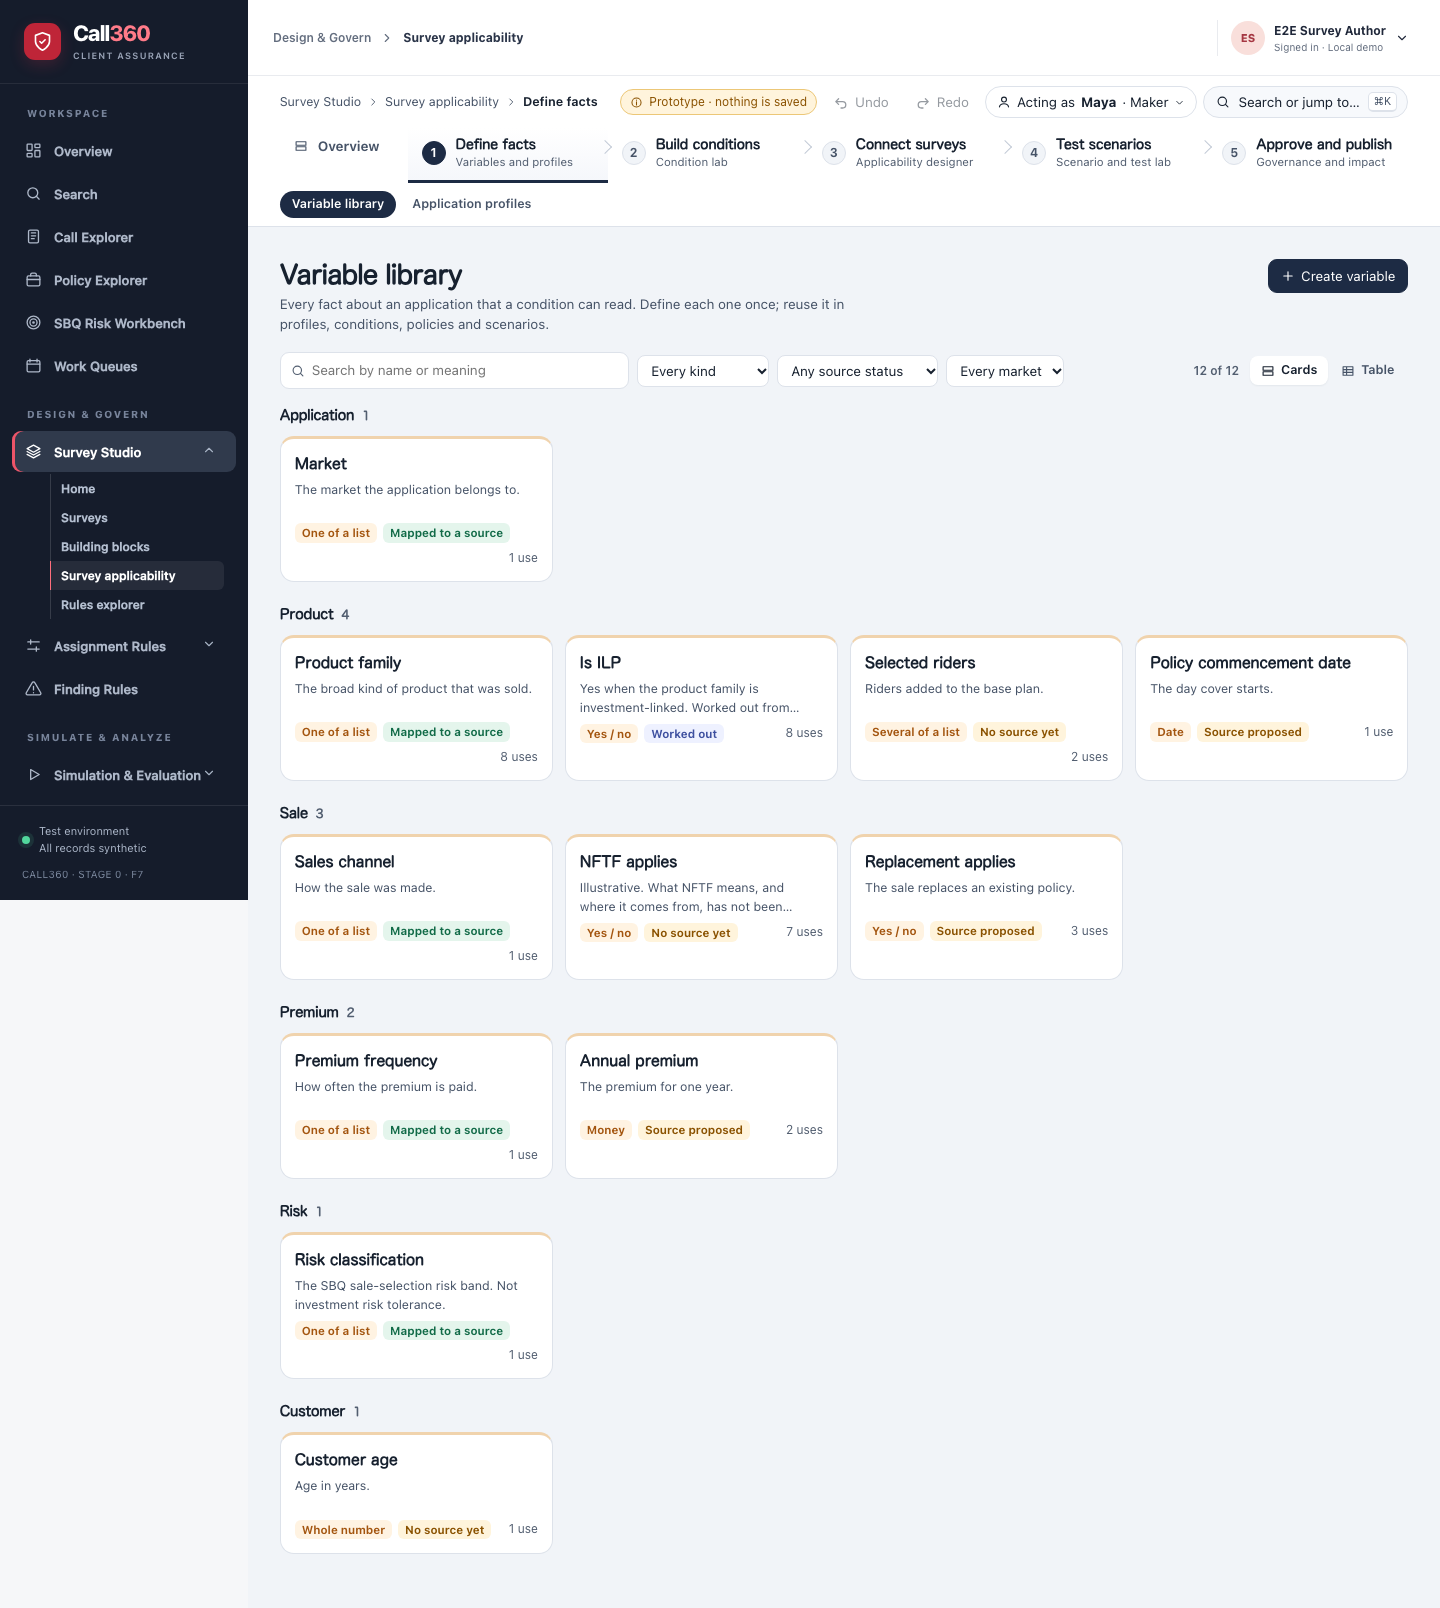 Call360
CLIENT ASSURANCE
WORKSPACE
Overview
Search
Call Explorer
Policy Explorer
SBQ Risk Workbench
Work Queues
DESIGN & GOVERN
Survey Studio
Home
Surveys
Building blocks
Survey applicability
Rules explorer
Assignment Rules
Finding Rules
SIMULATE & ANALYZE
Simulation & Evaluation
Test environment
All records synthetic
CALL360 · STAGE 0 · F7
Design & Govern > Survey applicability
ES
E2E Survey Author
Signed in · Local demo
Survey Studio > Survey applicability > Define facts
Prototype · nothing is saved
Undo
Redo
Acting as Maya · Maker
Search or jump to... ⌘K
Overview
1 Define facts
Variables and profiles
2 Build conditions
Condition lab
3 Connect surveys
Applicability designer
4 Test scenarios
Scenario and test lab
5 Approve and publish
Governance and impact
Variable library
Application profiles
Variable library
Every fact about an application that a condition can read. Define each one once; reuse it in
profiles, conditions, policies and scenarios.
+ Create variable
Search by name or meaning
Every kind
Any source status
Every market
12 of 12
Cards
Table
Application 1
Market
The market the application belongs to.
One of a list Mapped to a source
1 use
Product 4
Product family
The broad kind of product that was sold.
One of a list Mapped to a source
8 uses
Is ILP
Yes when the product family is
investment-linked. Worked out from...
Yes / no Worked out 8 uses
Selected riders
Riders added to the base plan.
Several of a list No source yet
2 uses
Policy commencement date
The day cover starts.
Date Source proposed 1 use
Sale 3
Sales channel
How the sale was made.
One of a list Mapped to a source
1 use
NFTF applies
Illustrative. What NFTF means, and
where it comes from, has not been...
Yes / no No source yet 7 uses
Replacement applies
The sale replaces an existing policy.
Yes / no Source proposed 3 uses
Premium 2
Premium frequency
How often the premium is paid.
One of a list Mapped to a source
1 use
Annual premium
The premium for one year.
Money Source proposed 2 uses
Risk 1
Risk classification
The SBQ sale-selection risk band. Not
investment risk tolerance.
One of a list Mapped to a source
1 use
Customer 1
Customer age
Age in years.
Whole number No source yet 1 use